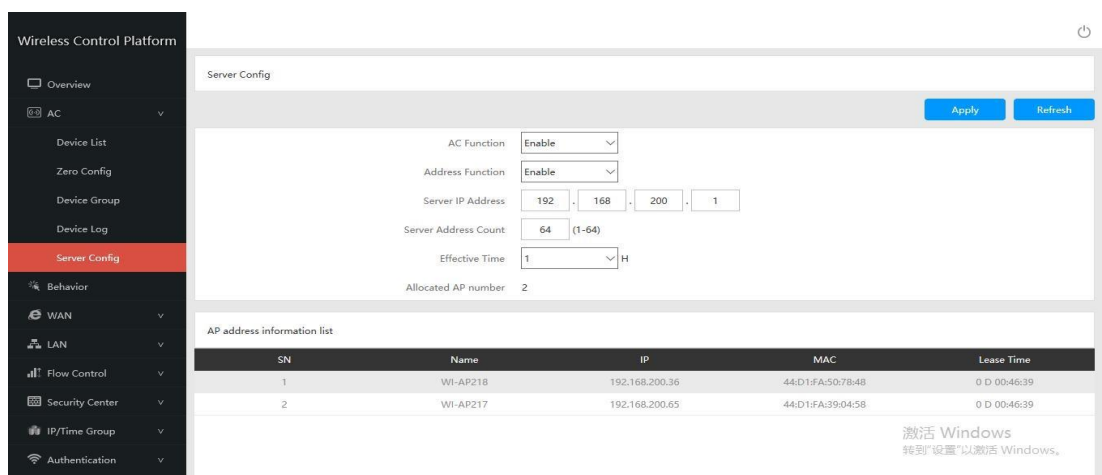 Wireless Control Platform
Overview
AC
Device List
Zero Config
Device Group
Device Log
Server Config
Behavior
WAN
LAN
Flow Control
Security Center
IP/Time Group
Authentication
Server Config
Apply Refresh
AC Function Enable
Address Function Enable
Server IP Address 192 . 168 . 200 . 1
Server Address Count 64 (1-64)
Effective Time 1 H
Allocated AP number 2
AP address information list
SN Name IP MAC Lease Time
1 WI-AP218 192.168.200.36 44:D1:FA:50:78:48 0 D 00:46:39
2 WI-AP217 192.168.200.65 44:D1:FA:39:04:58 0 D 00:46:39
激活 Windows
转到"设置"以激活 Windows。